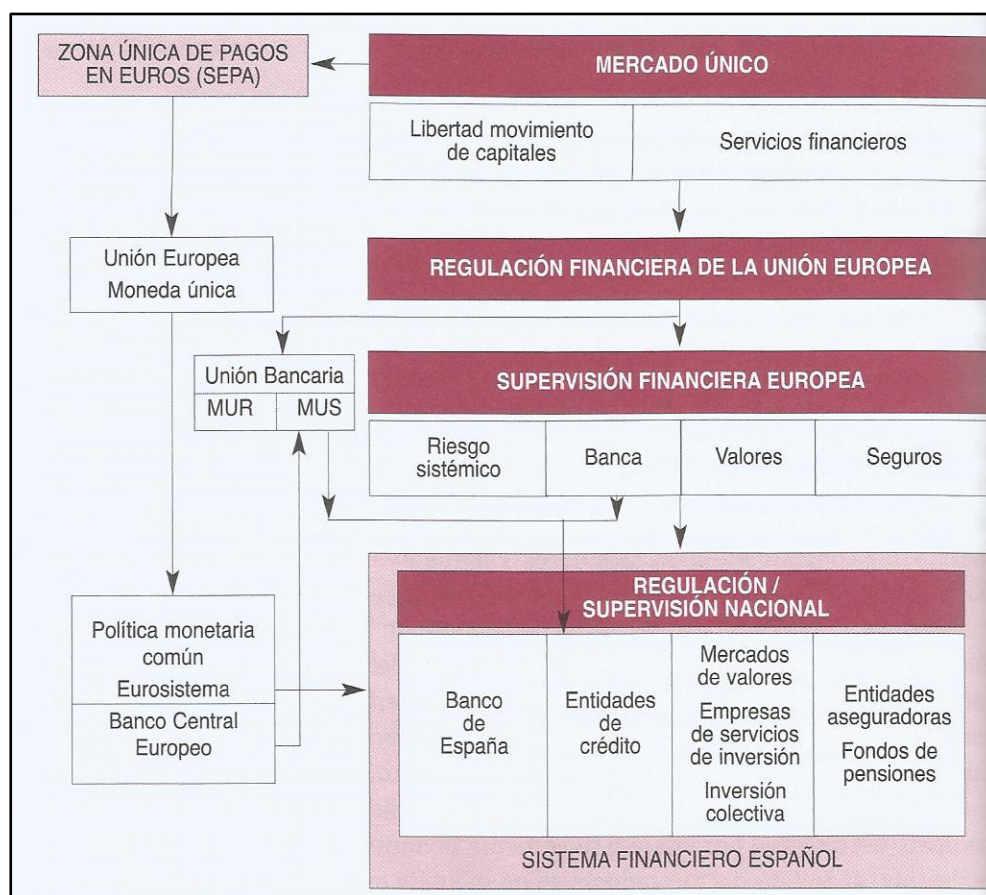 ZONA ÚNICA DE PAGOS
EN EUROS (SEPA)
MERCADO ÚNICO
Libertad movimiento
de capitales
Servicios financieros
Unión Europea
Moneda única
REGULACIÓN FINANCIERA DE LA UNIÓN EUROPEA
Unión Bancaria
MUR
MUS
SUPERVISIÓN FINANCIERA EUROPEA
Riesgo
sistémico
Banca
Valores
Seguros
Política monetaria
común
Eurosistema
Banco Central
Europeo
REGULACIÓN /
SUPERVISIÓN NACIONAL
Banco
de
España
Entidades
de
crédito
Mercados
de valores
Empresas
de servicios
de inversión
Inversión
colectiva
Entidades
aseguradoras
Fondos de
pensiones
SISTEMA FINANCIERO ESPAÑOL